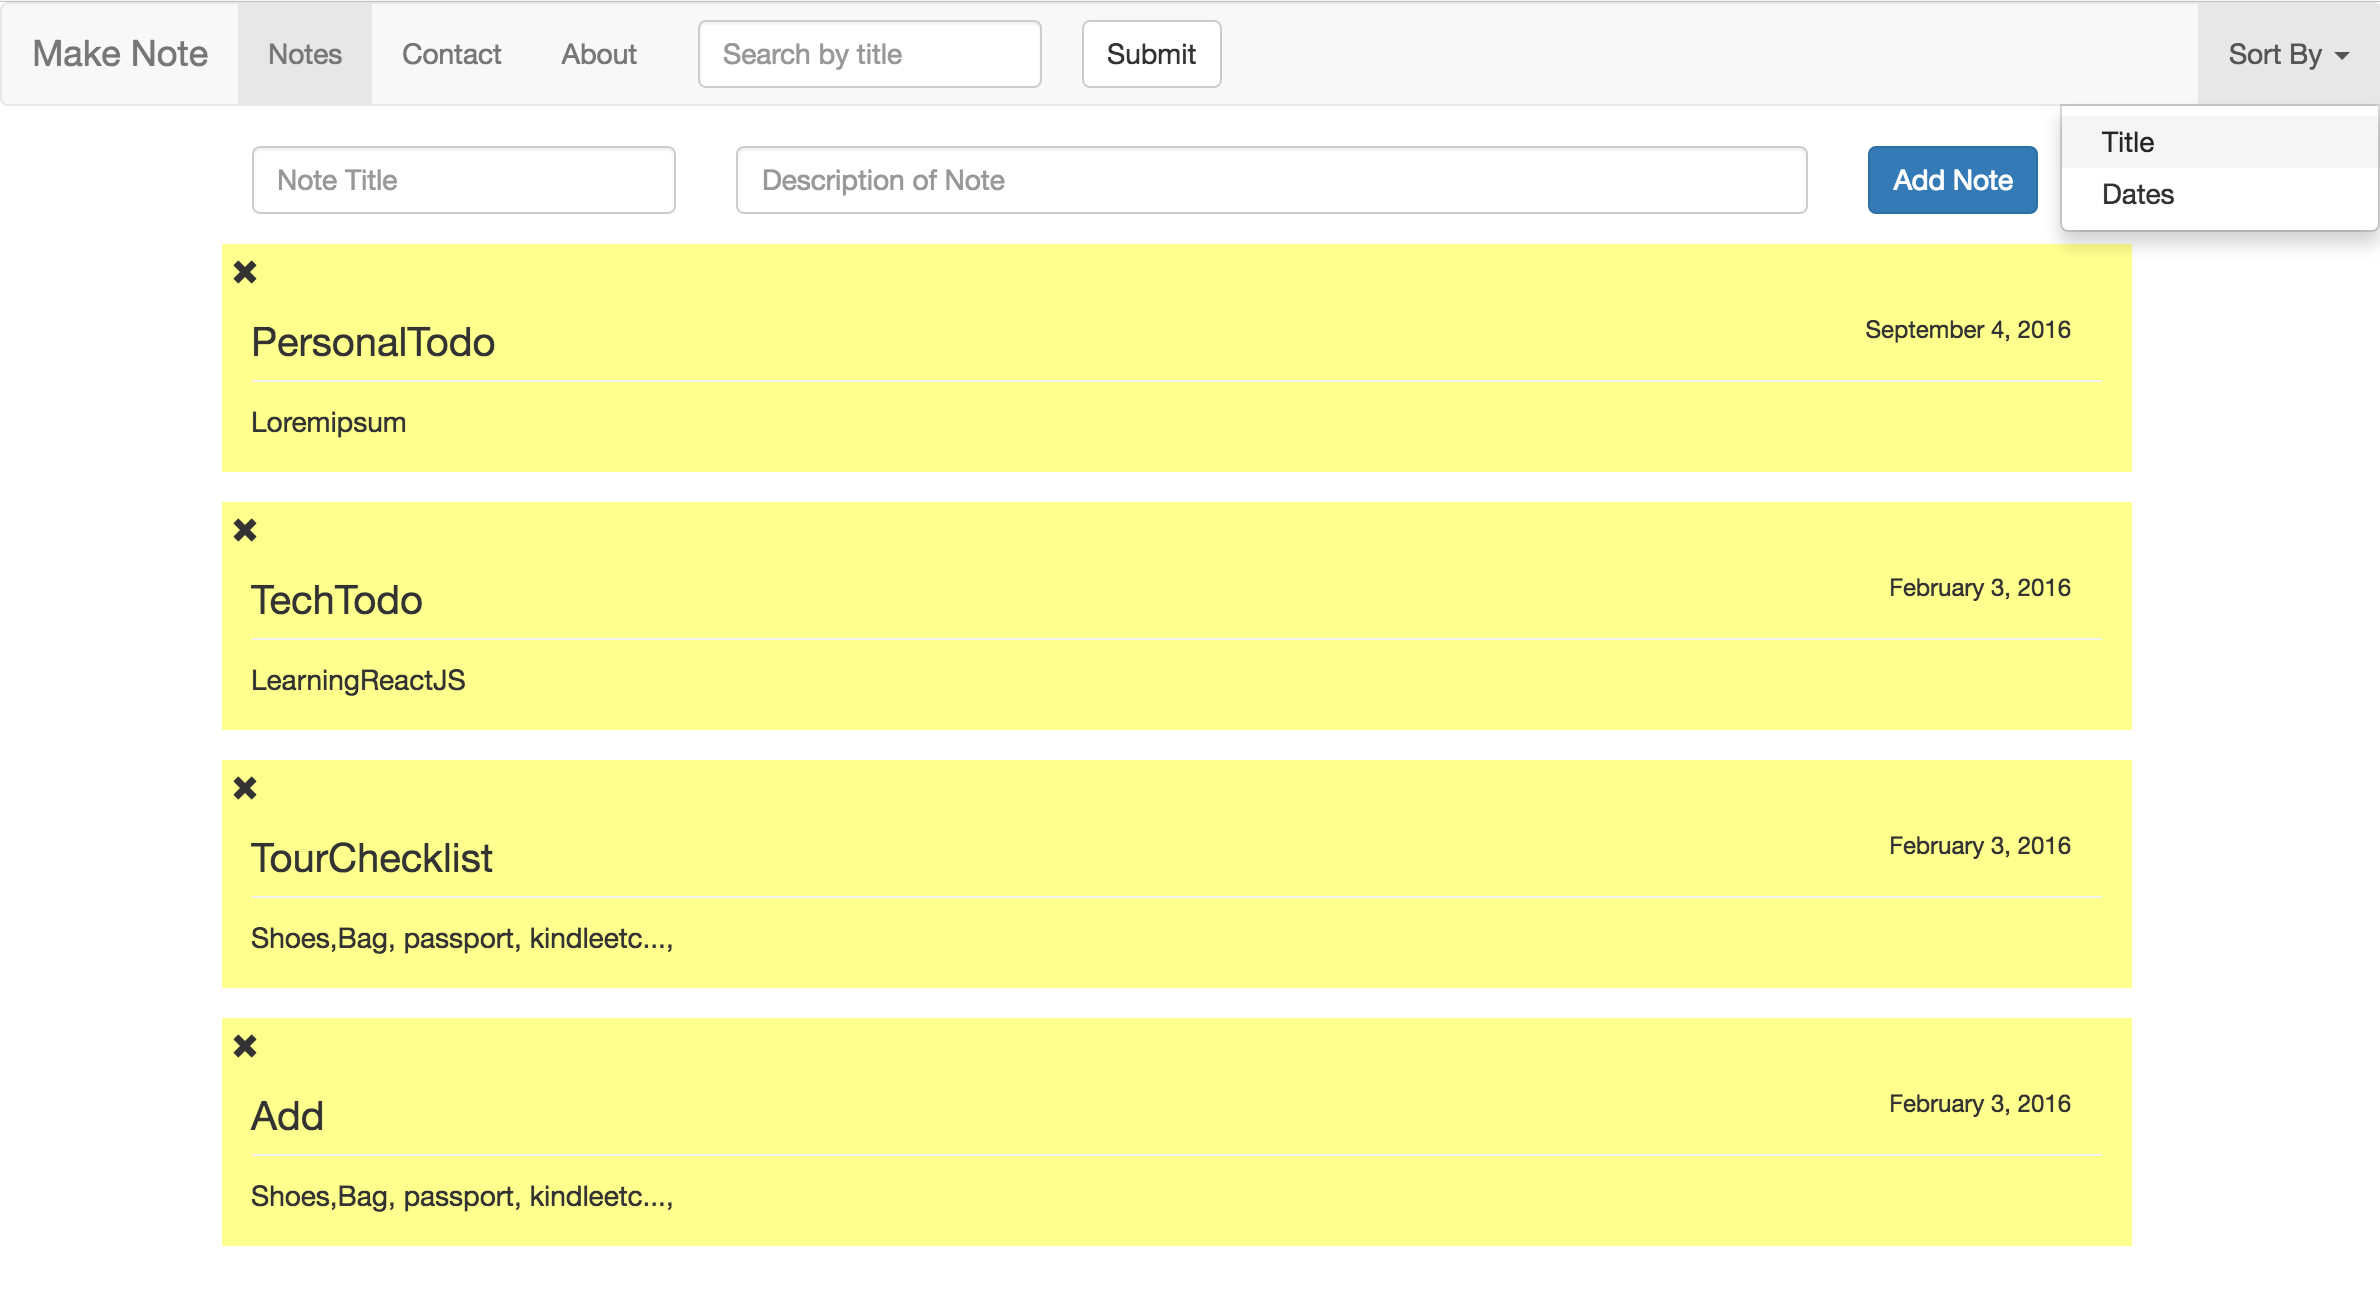 Make Note Notes Contact About Search by title Submit Sort By
Title
Dates
Note Title Description of Note Add Note
PersonalTodo September 4, 2016
Loremipsum
TechTodo February 3, 2016
LearningReactJS
TourChecklist February 3, 2016
Shoes,Bag, passport, kindleetc...,
Add February 3, 2016
Shoes,Bag, passport, kindleetc...,